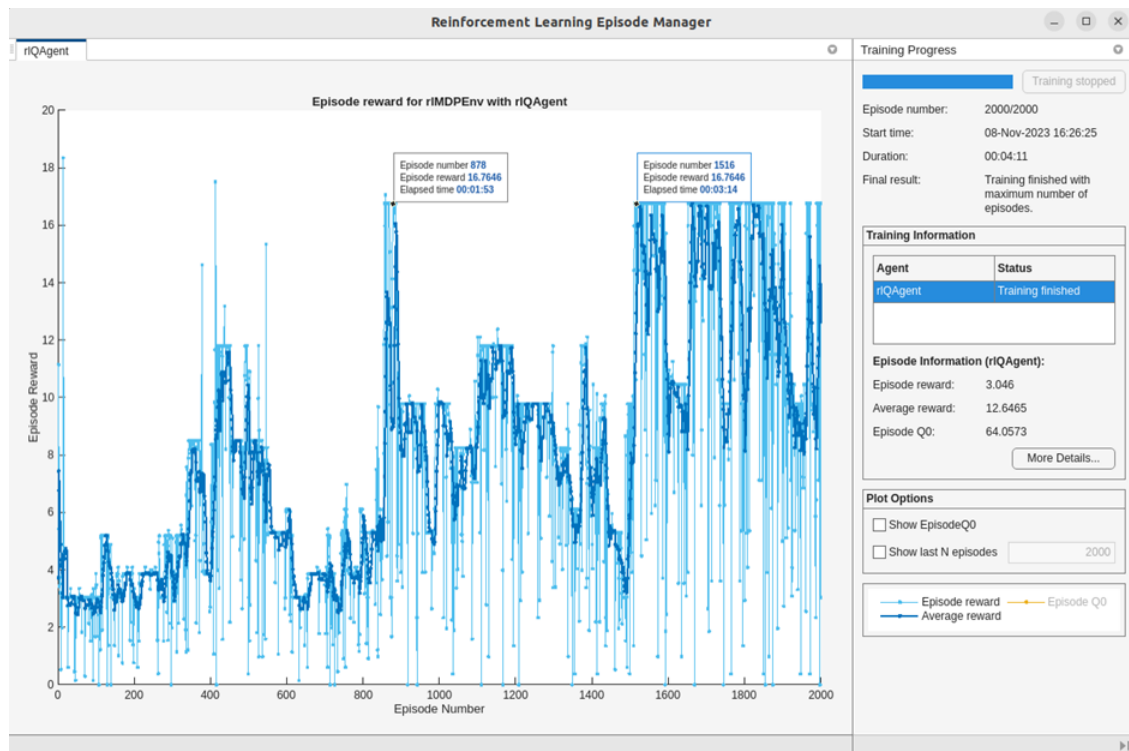 Reinforcement Learning Episode Manager
rlQAgent
Episode reward for rlMDPEnv with rlQAgent
20
18
16
14
12
10
8
6
4
2
0
Episode Reward
Episode number 878
Episode reward 16.7646
Elapsed time 00:01:53
Episode number 1516
Episode reward 16.7646
Elapsed time 00:03:14
0 200 400 600 800 1000 1200 1400 1600 1800 2000
Episode Number
Training Progress
Training stopped
Episode number: 2000/2000
Start time: 08-Nov-2023 16:26:25
Duration: 00:04:11
Final result: Training finished with
maximum number of
episodes.
Training Information
Agent Status
rlQAgent Training finished
Episode Information (rlQAgent):
Episode reward: 3.046
Average reward: 12.6465
Episode Q0: 64.0573
More Details...
Plot Options
Show EpisodeQ0
Show last N episodes 2000
Episode reward Episode Q0
Average reward